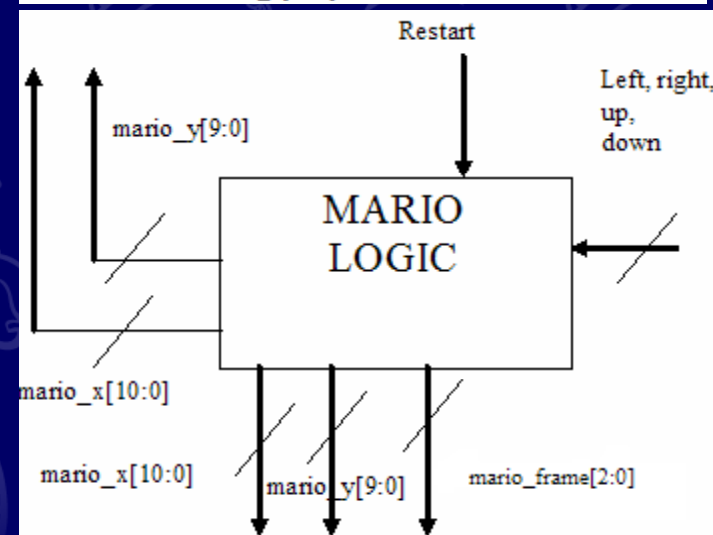 Restart
Left, right,
up,
down
mario_y[9:0]
MARIO
LOGIC
mario_x[10:0]
mario_x[10:0]
mario_y[9:0]
mario_frame[2:0]